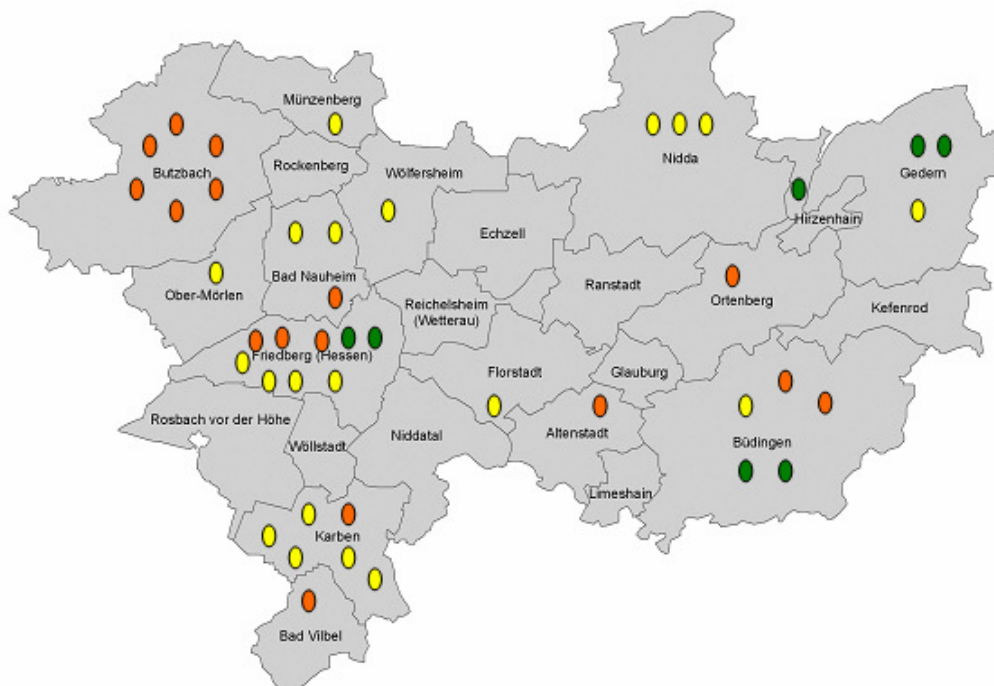 Münzenberg
Rockenberg
Butzbach
Wölfersheim
Nidda
Gedern
Hirzenhain
Echzell
Bad Nauheim
Ober-Mörlen
Reichelsheim
(Wetterau)
Ranstadt
Ortenberg
Kefenrod
Friedberg (Hessen)
Florstadt
Glauburg
Rosbach vor der Höhe
Wöllstadt
Niddatal
Altenstadt
Büdingen
Limeshain
Karben
Bad Vilbel